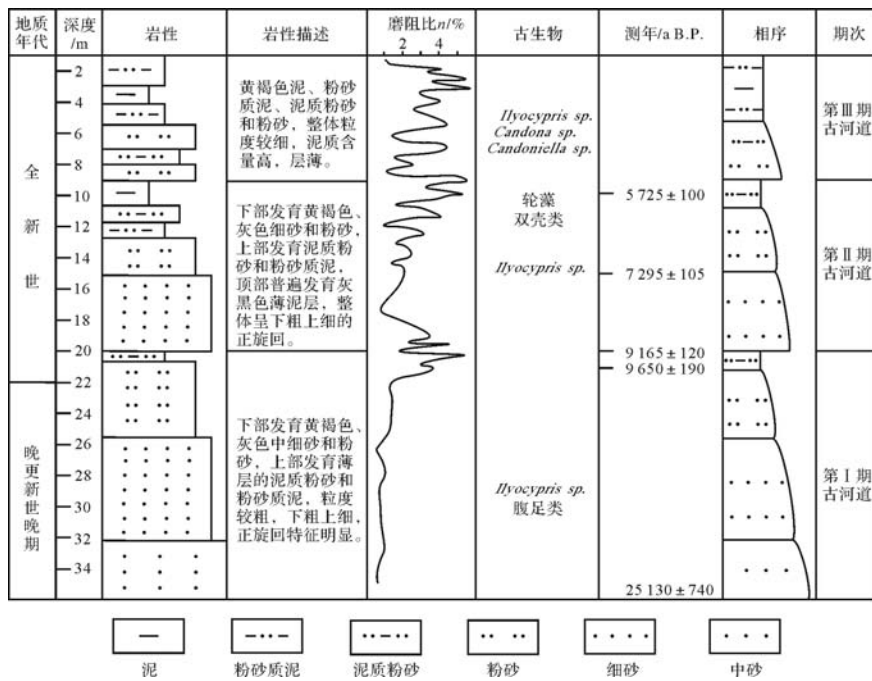 地质年代
深度/m
岩性
岩性描述
磨阻比n/%
2 4
古生物
测年/a B.P.
相序
期次
全新世
晚更新世晚期
2
4
6
8
10
12
14
16
18
20
22
24
26
28
30
32
34
黄褐色泥、粉砂
质泥、泥质粉砂
和粉砂，整体粒
度较细，泥质含
量高，层薄。
下部发育黄褐色、
灰色细砂和粉砂，
上部发育泥质粉
砂和粉砂质泥，
顶部普遍发育灰
黑色薄泥层，整
体呈下粗上细的
正旋回。
下部发育黄褐色、
灰色中细砂和粉
砂，上部发育薄
层的泥质粉砂和
粉砂质泥，粒度
较粗，下粗上细，
正旋回特征明显。
Ilyocypris sp.
Candona sp.
Candoniella sp.
轮藻
双壳类
Ilyocypris sp.
Ilyocypris sp.
腹足类
5 725±100
7 295±105
9 165±120
9 650±190
25 130±740
第Ⅲ期
古河道
第Ⅱ期
古河道
第Ⅰ期
古河道
泥 粉砂质泥 泥质粉砂 粉砂 细砂 中砂